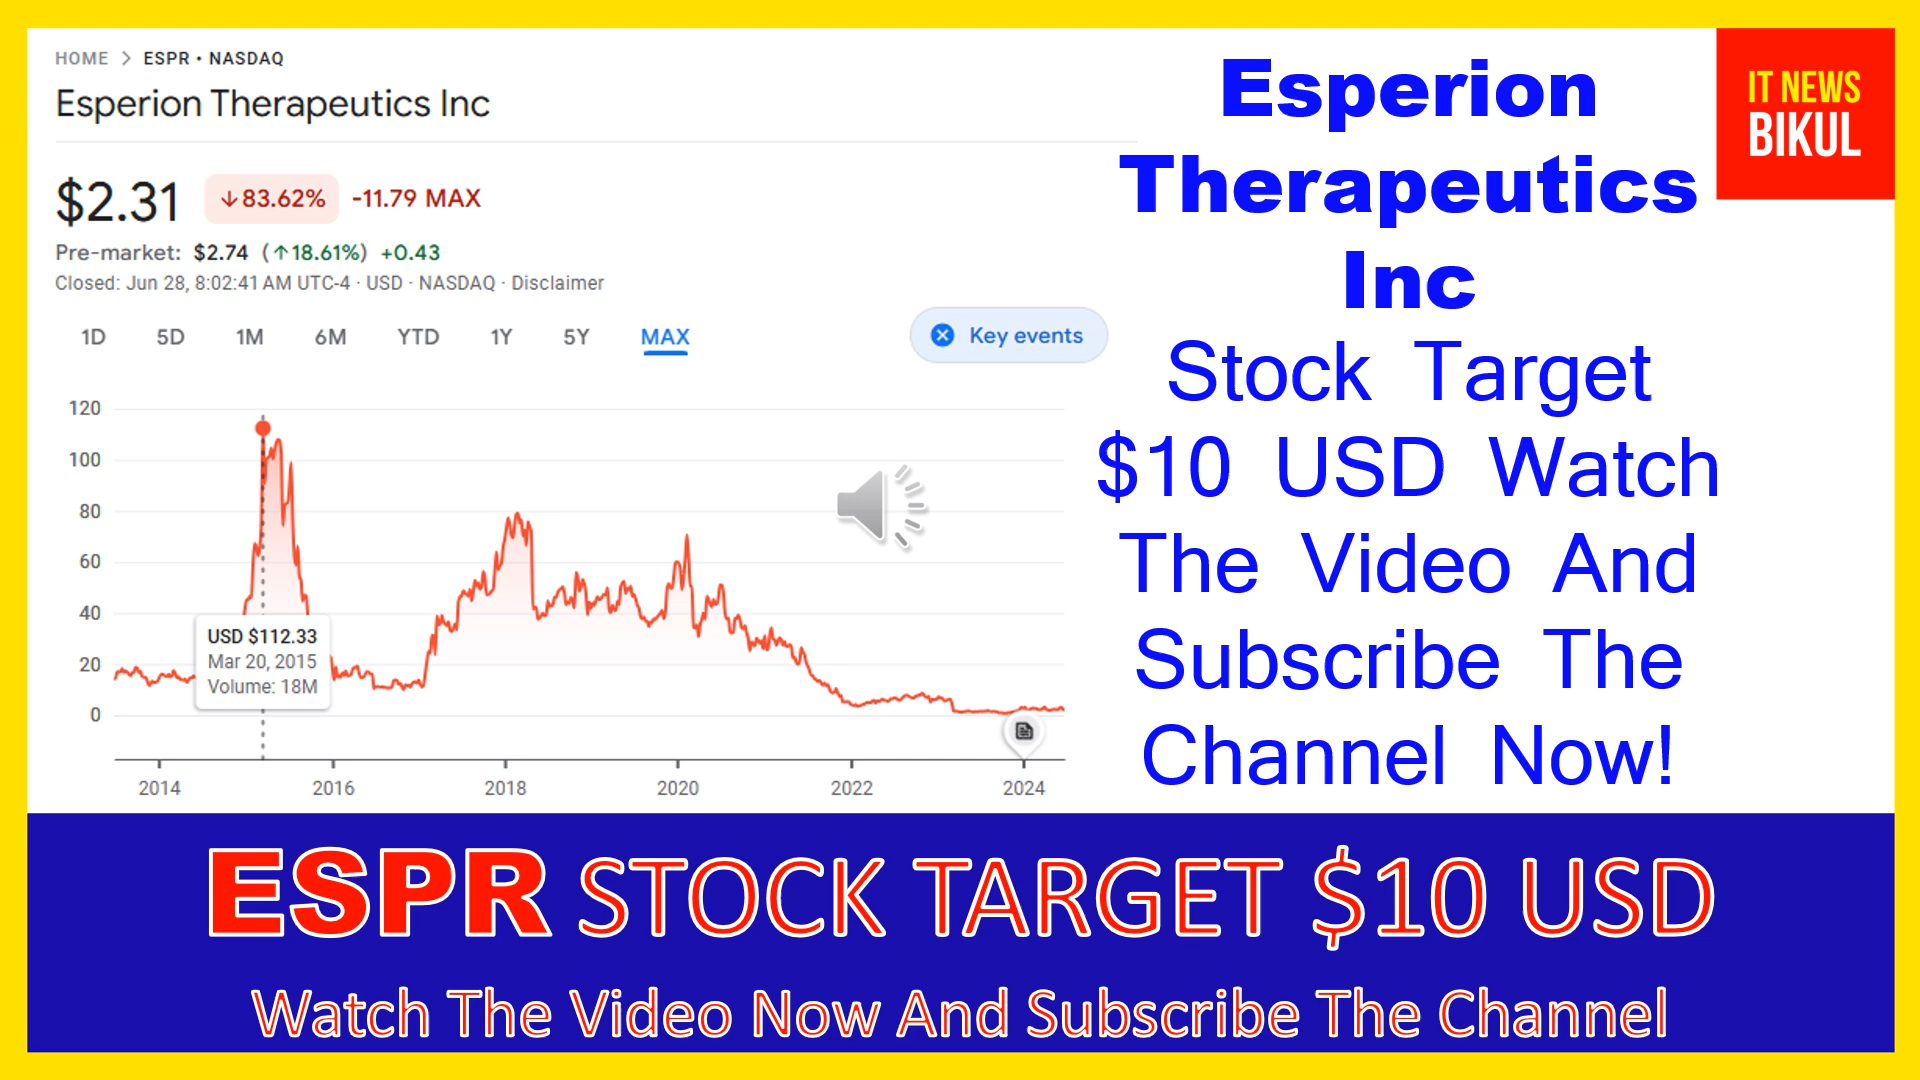 HOME > ESPR • NASDAQ
Esperion Therapeutics Inc
$2.31 ↓83.62% -11.79 MAX
Pre-market: $2.74 (↑18.61%) +0.43
Closed: Jun 28, 8:02:41 AM UTC-4 · USD · NASDAQ · Disclaimer
1D 5D 1M 6M YTD 1Y 5Y MAX
Key events
120
100
80
60
40
20
0
USD $112.33
Mar 20, 2015
Volume: 18M
2014 2016 2018 2020 2022 2024
Esperion
Therapeutics
Inc
Stock Target
$10 USD Watch
The Video And
Subscribe The
Channel Now!
IT NEWS
BIKUL
ESPR STOCK TARGET $10 USD
Watch The Video Now And Subscribe The Channel